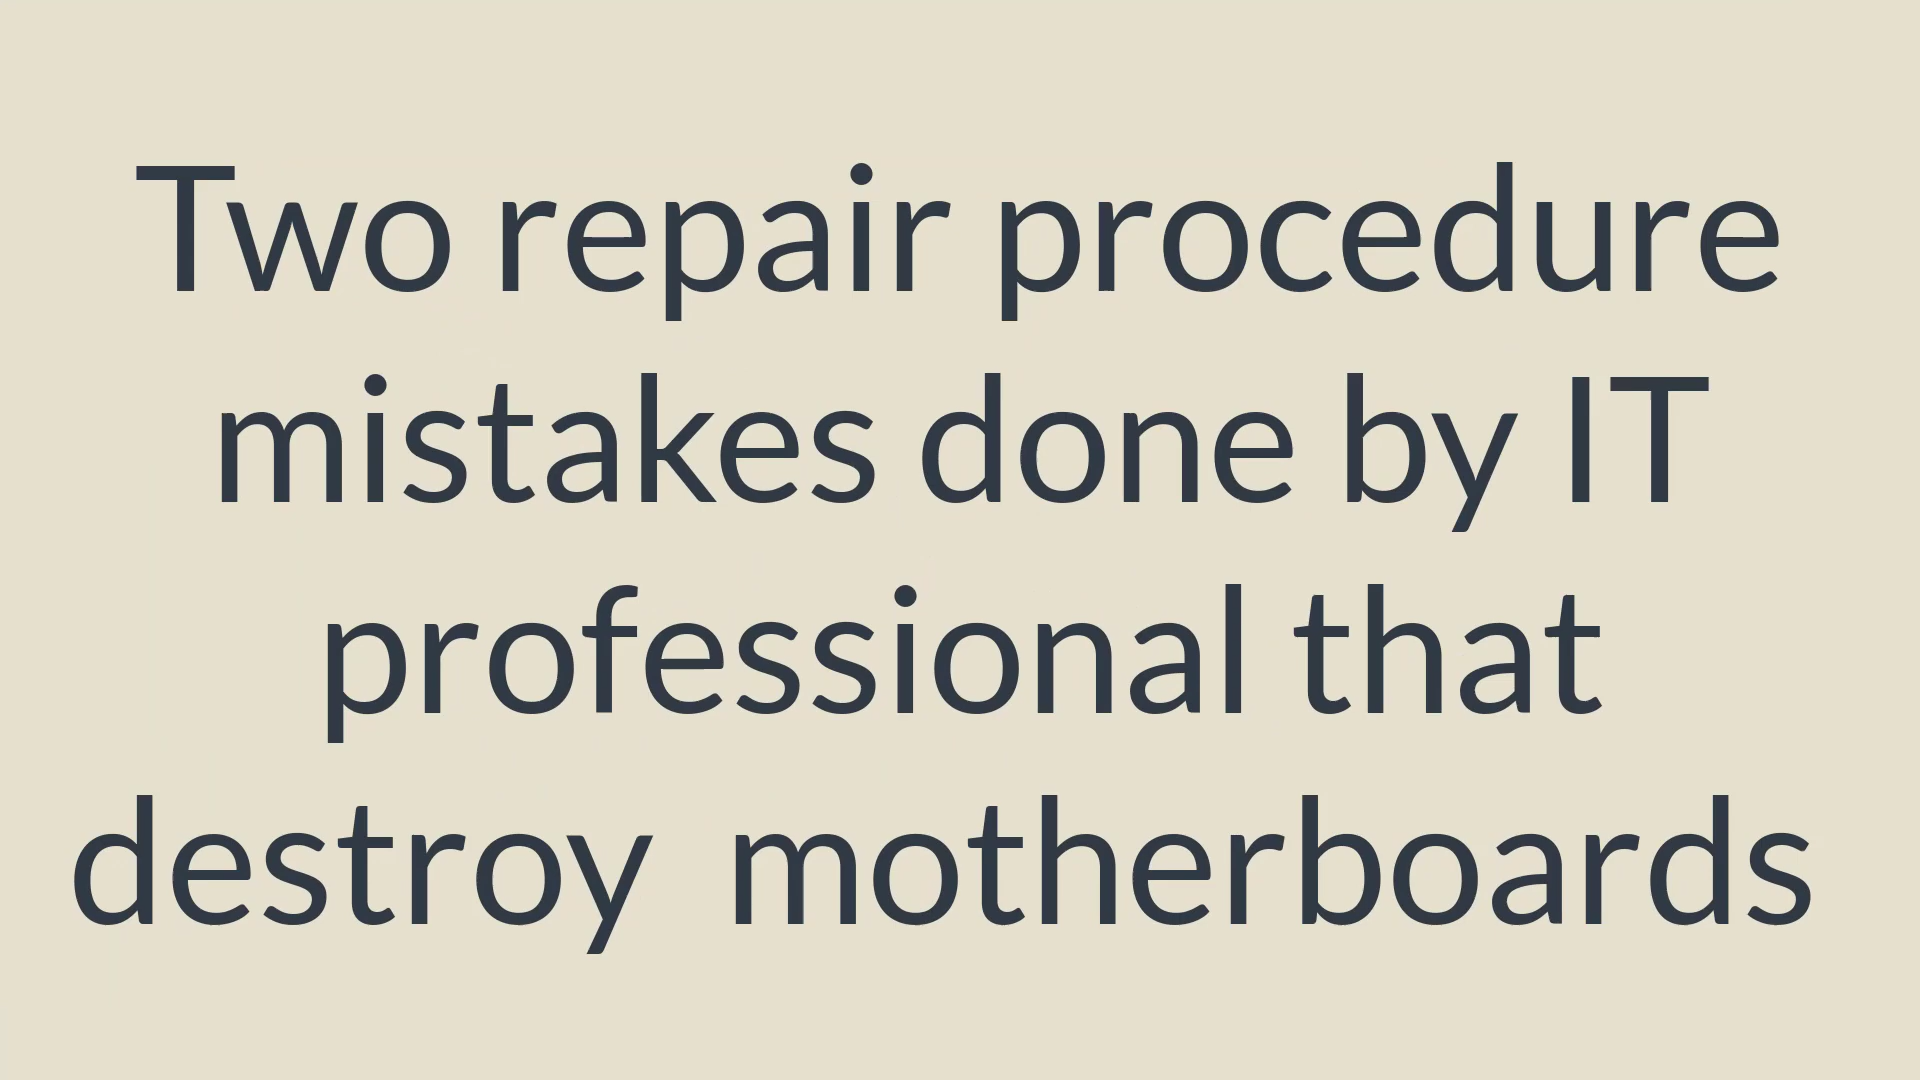 Two repair procedure
mistakes done by IT
professional that
destroy  motherboards